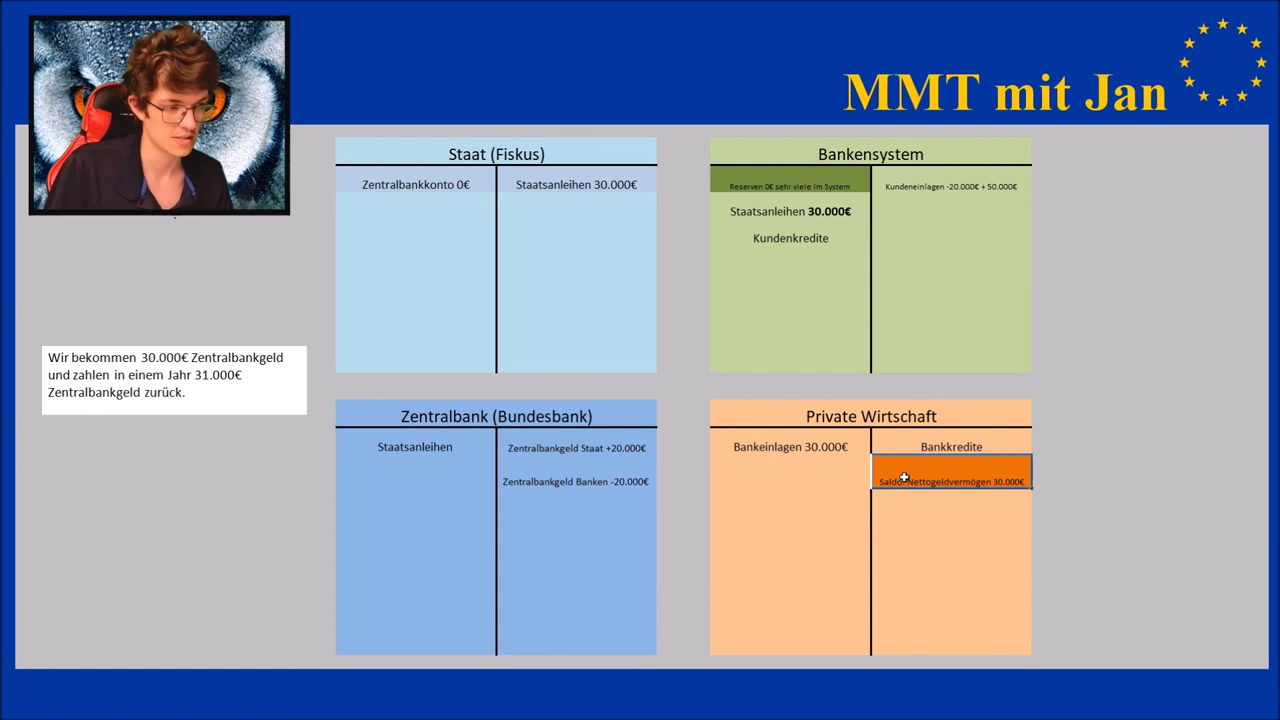 MMT mit Jan
Staat (Fiskus)
Zentralbankkonto 0€
Staatsanleihen 30.000€
Bankensystem
Reserven 0€ sehr viele im System
Kundeneinlagen -20.000€ + 50.000€
Staatsanleihen 30.000€
Kundenkredite
Wir bekommen 30.000€ Zentralbankgeld
und zahlen in einem Jahr 31.000€
Zentralbankgeld zurück.
Zentralbank (Bundesbank)
Staatsanleihen
Zentralbankgeld Staat +20.000€
Zentralbankgeld Banken -20.000€
Private Wirtschaft
Bankeinlagen 30.000€
Bankkredite
Saldo: Nettogeldvermögen 30.000€